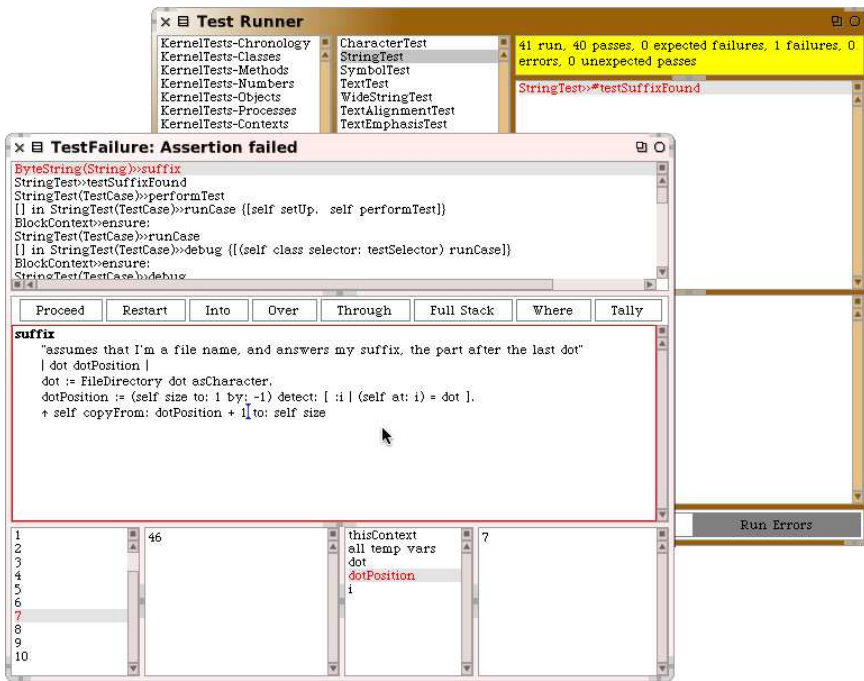 Test Runner
KernelTests-Chronology
KernelTests-Classes
KernelTests-Methods
KernelTests-Numbers
KernelTests-Objects
KernelTests-Processes
KernelTests-Contexts
CharacterTest
StringTest
SymbolTest
TextTest
WideStringTest
TextAlignmentTest
TextEmphasisTest
41 run, 40 passes, 0 expected failures, 1 failures, 0
errors, 0 unexpected passes
StringTest>>#testSuffixFound
TestFailure: Assertion failed
ByteString(String)>>suffix
StringTest>>testSuffixFound
StringTest(TestCase)>>performTest
[] in StringTest(TestCase)>>runCase {[self setUp. self performTest]}
BlockContext>>ensure:
StringTest(TestCase)>>runCase
[] in StringTest(TestCase)>>debug {[(self class selector: testSelector) runCase]}
BlockContext>>ensure:
StringTest(TestCase)>>debug
Proceed Restart Into Over Through Full Stack Where Tally
suffix
"assumes that I'm a file name, and answers my suffix, the part after the last dot"
| dot dotPosition |
dot := FileDirectory dot asCharacter.
dotPosition := (self size to: 1 by: -1) detect: [ :i | (self at: i) = dot ].
↑ self copyFrom: dotPosition + 1 to: self size
Run Errors
1
2
3
4
5
6
7
8
9
10
46
thisContext
all temp vars
dot
dotPosition
i
7